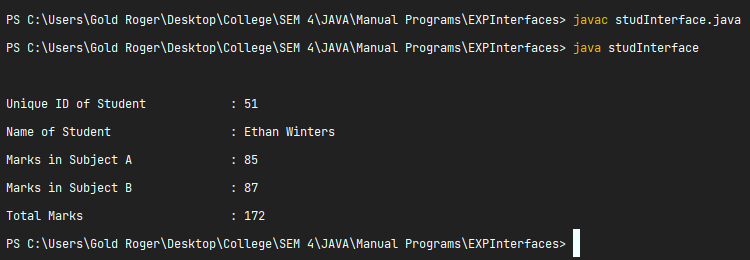 PS C:\Users\Gold Roger\Desktop\College\SEM 4\JAVA\Manual Programs\EXPInterfaces> javac studInterface.java
PS C:\Users\Gold Roger\Desktop\College\SEM 4\JAVA\Manual Programs\EXPInterfaces> java studInterface
Unique ID of Student : 51
Name of Student : Ethan Winters
Marks in Subject A : 85
Marks in Subject B : 87
Total Marks : 172
PS C:\Users\Gold Roger\Desktop\College\SEM 4\JAVA\Manual Programs\EXPInterfaces>